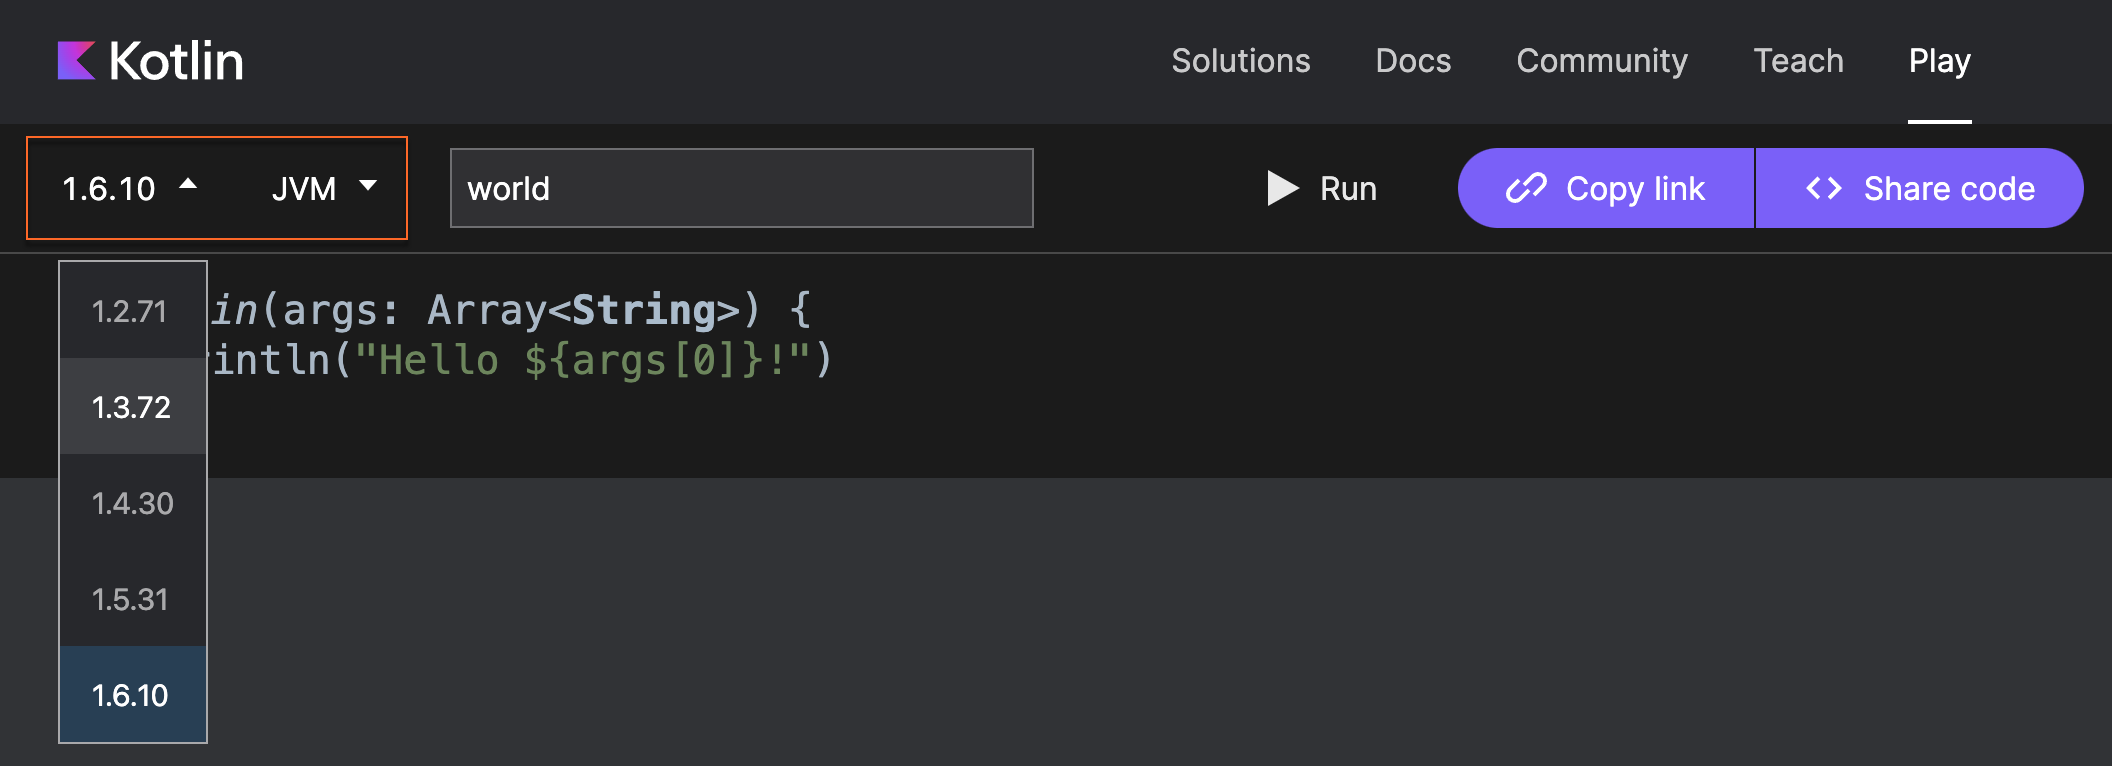 Kotlin Solutions Docs Community Teach Play
1.6.10 JVM world Run Copy link <> Share code
1.2.71
in(args: Array<String>) {
rintln("Hello ${args[0]}!")
1.3.72
1.4.30
1.5.31
1.6.10